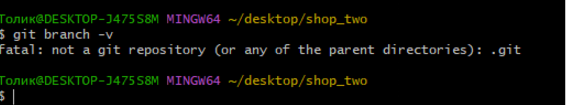 Толик@DESKTOP-J475S8M MINGW64 ~/desktop/shop_two
$ git branch -v
fatal: not a git repository (or any of the parent directories): .git
Толик@DESKTOP-J475S8M MINGW64 ~/desktop/shop_two
$